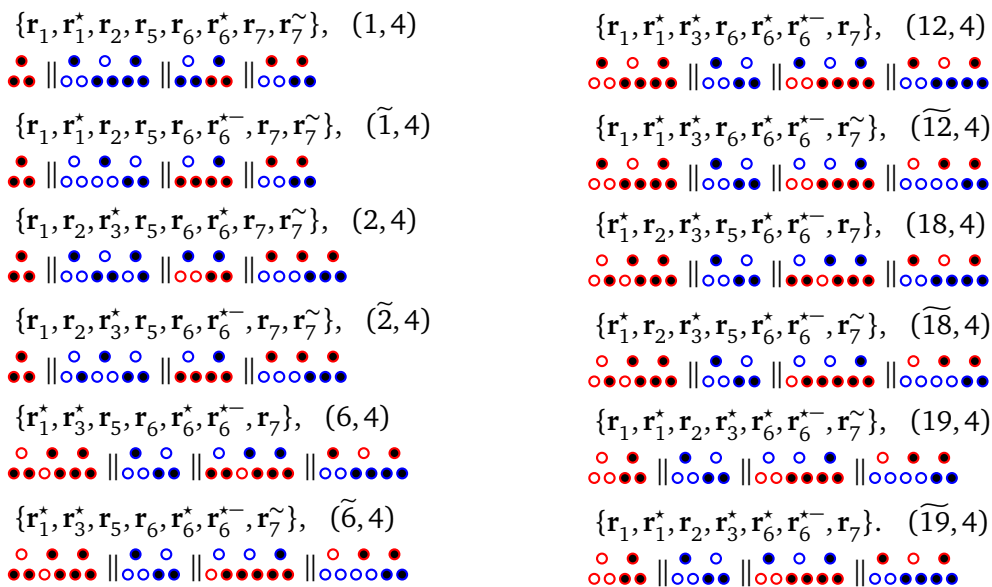 {r₁, r₁⋆, r₂, r₅, r₆, r₆⋆, r₇, r₇~}, (1, 4)
{r₁, r₁⋆, r₂, r₅, r₆, r₆⋆−, r₇, r₇~}, (1̃, 4)
{r₁, r₂, r₃⋆, r₅, r₆, r₆⋆, r₇, r₇~}, (2, 4)
{r₁, r₂, r₃⋆, r₅, r₆, r₆⋆−, r₇, r₇~}, (2̃, 4)
{r₁⋆, r₃⋆, r₅, r₆, r₆⋆, r₆⋆−, r₇}, (6, 4)
{r₁⋆, r₃⋆, r₅, r₆, r₆⋆, r₆⋆−, r₇~}, (6̃, 4)
{r₁, r₁⋆, r₃⋆, r₆, r₆⋆, r₆⋆−, r₇}, (12, 4)
{r₁, r₁⋆, r₃⋆, r₆, r₆⋆, r₆⋆−, r₇~}, (1͠2, 4)
{r₁⋆, r₂, r₃⋆, r₅, r₆⋆, r₆⋆−, r₇}, (18, 4)
{r₁⋆, r₂, r₃⋆, r₅, r₆⋆, r₆⋆−, r₇~}, (1͠8, 4)
{r₁, r₁⋆, r₂, r₃⋆, r₆⋆, r₆⋆−, r₇~}, (19, 4)
{r₁, r₁⋆, r₂, r₃⋆, r₆⋆, r₆⋆−, r₇}. (1͠9, 4)